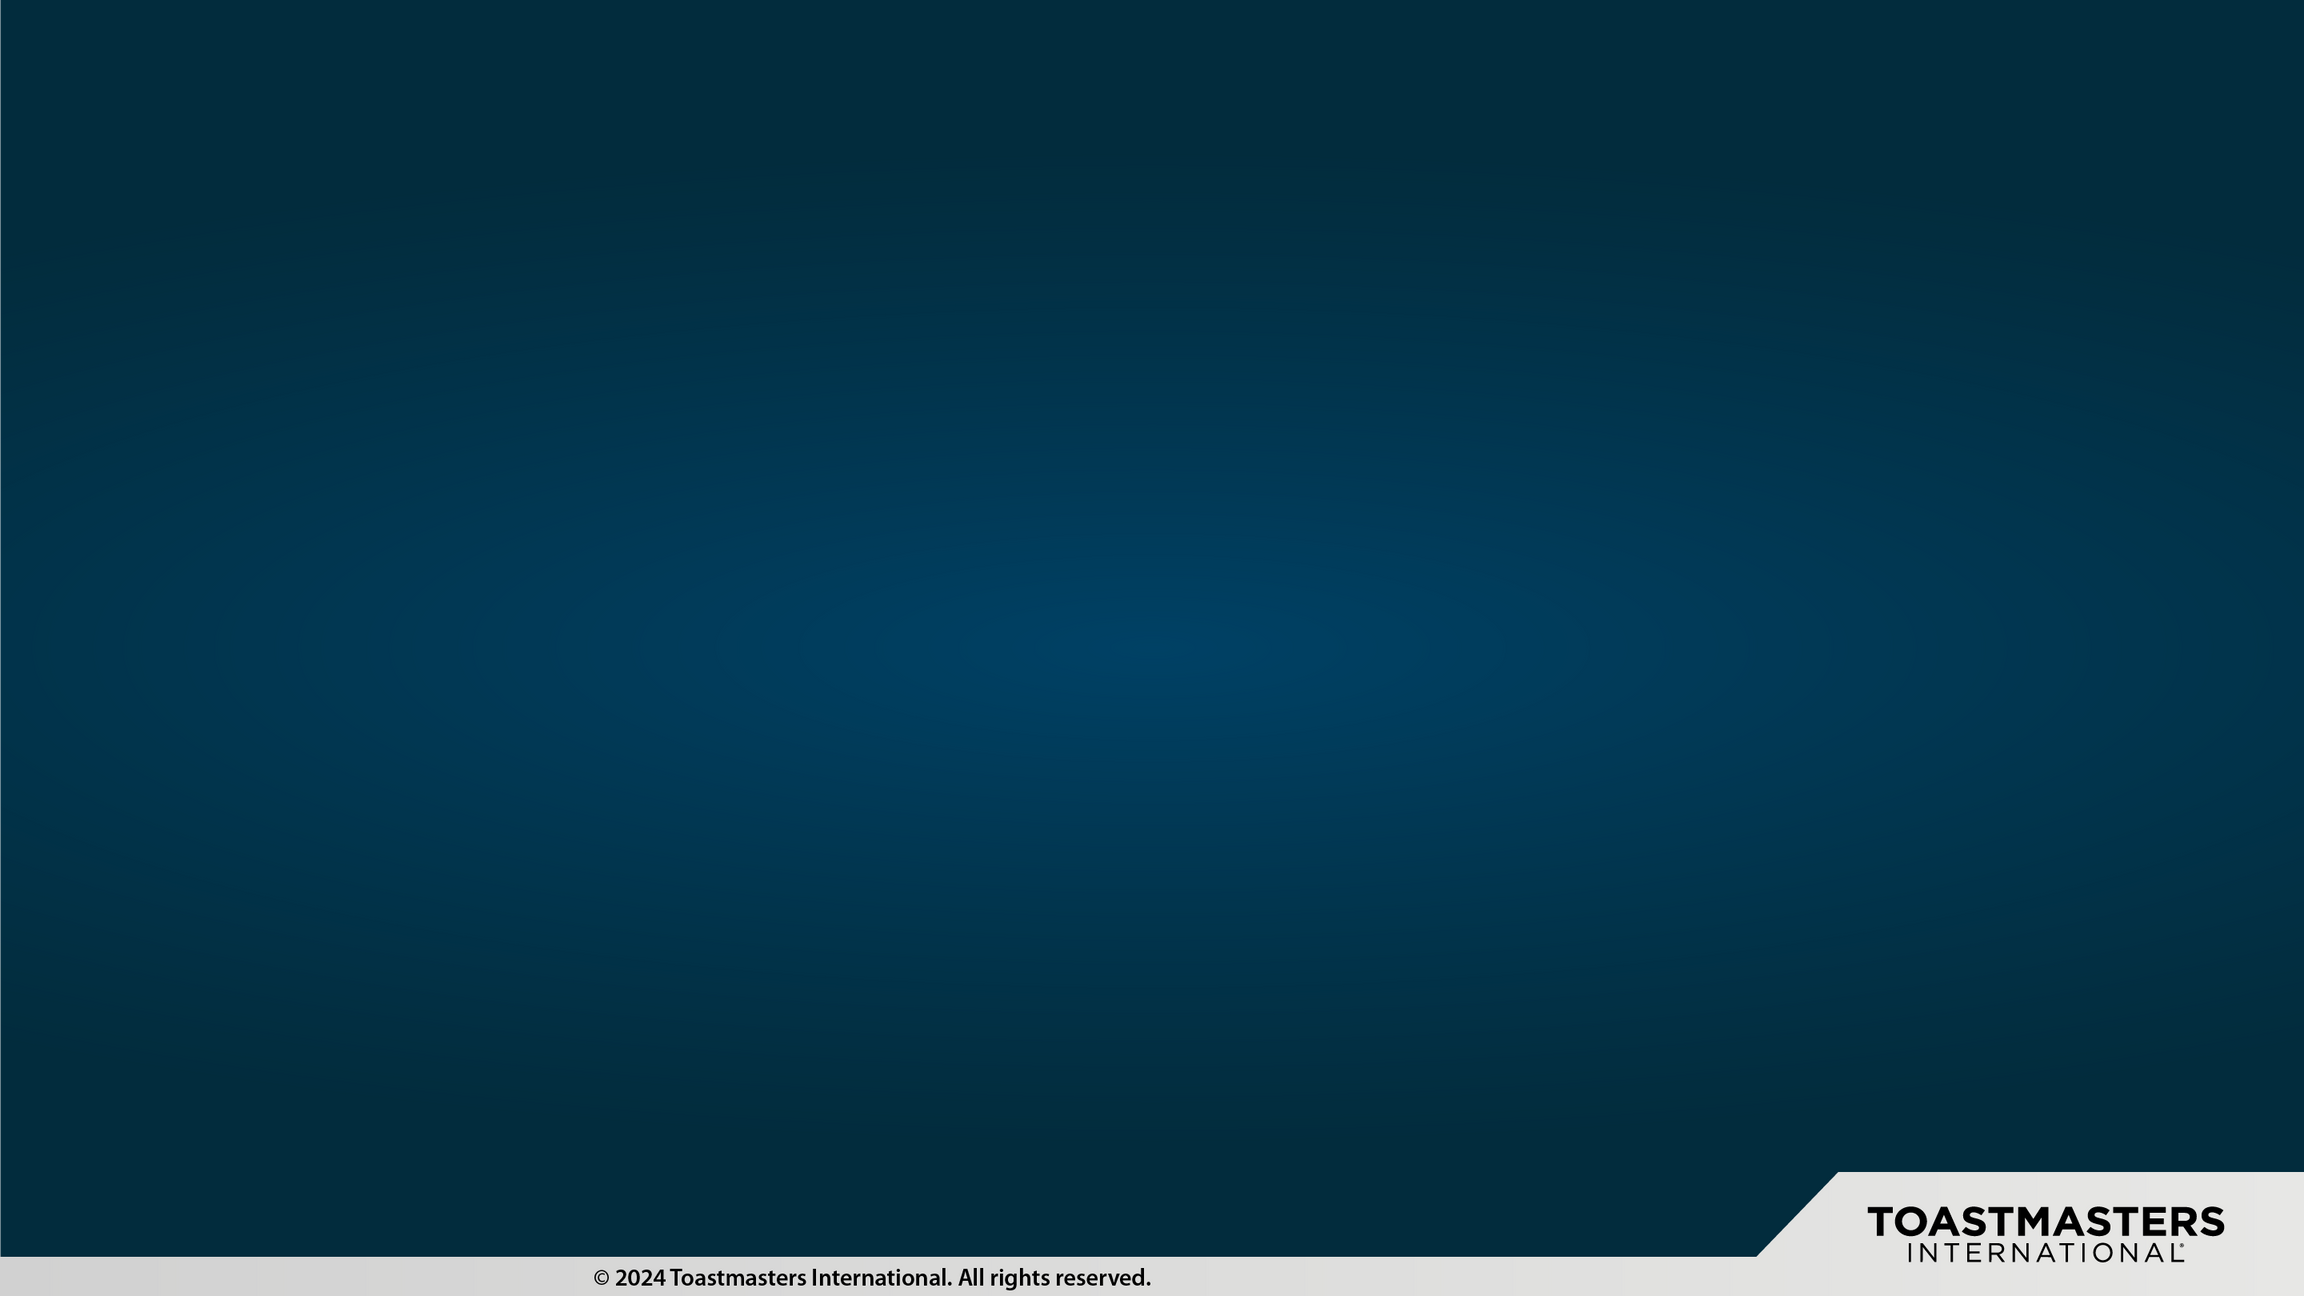 TOASTMASTERS
INTERNATIONAL®
© 2024 Toastmasters International. All rights reserved.